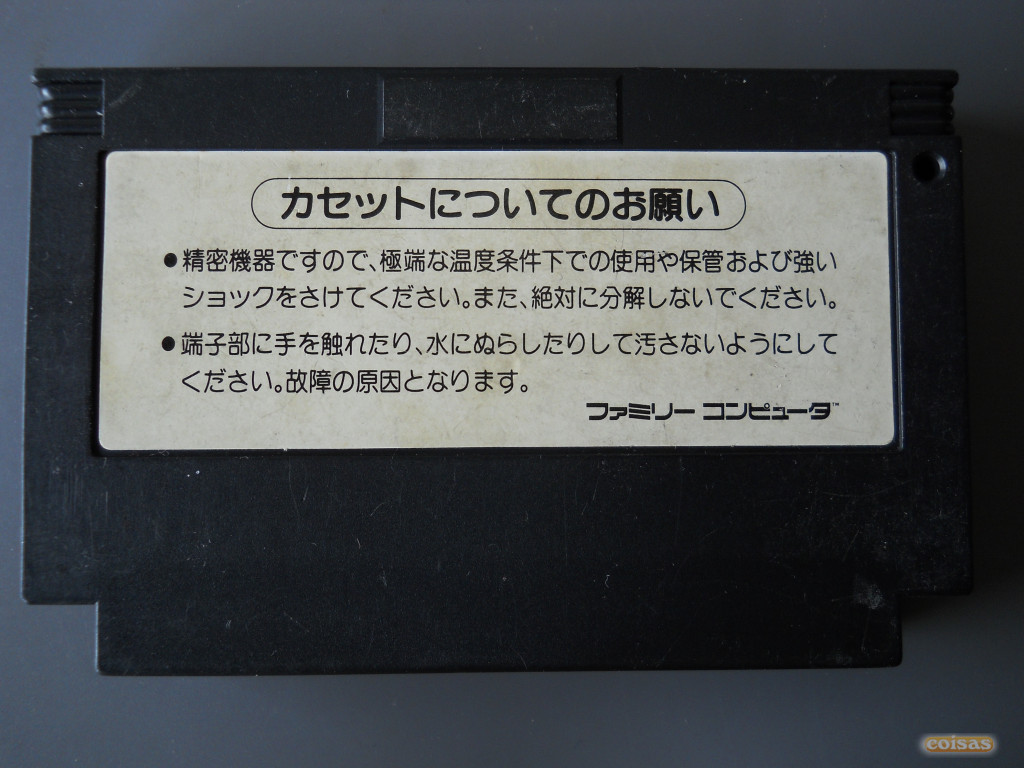 カセットについてのお願い
●精密機器ですので、極端な温度条件下での使用や保管および強い
ショックをさけてください。また、絶対に分解しないでください。
●端子部に手を触れたり、水にぬらしたりして汚さないようにして
ください。故障の原因となります。
ファミリー コンピュータ™
coisas